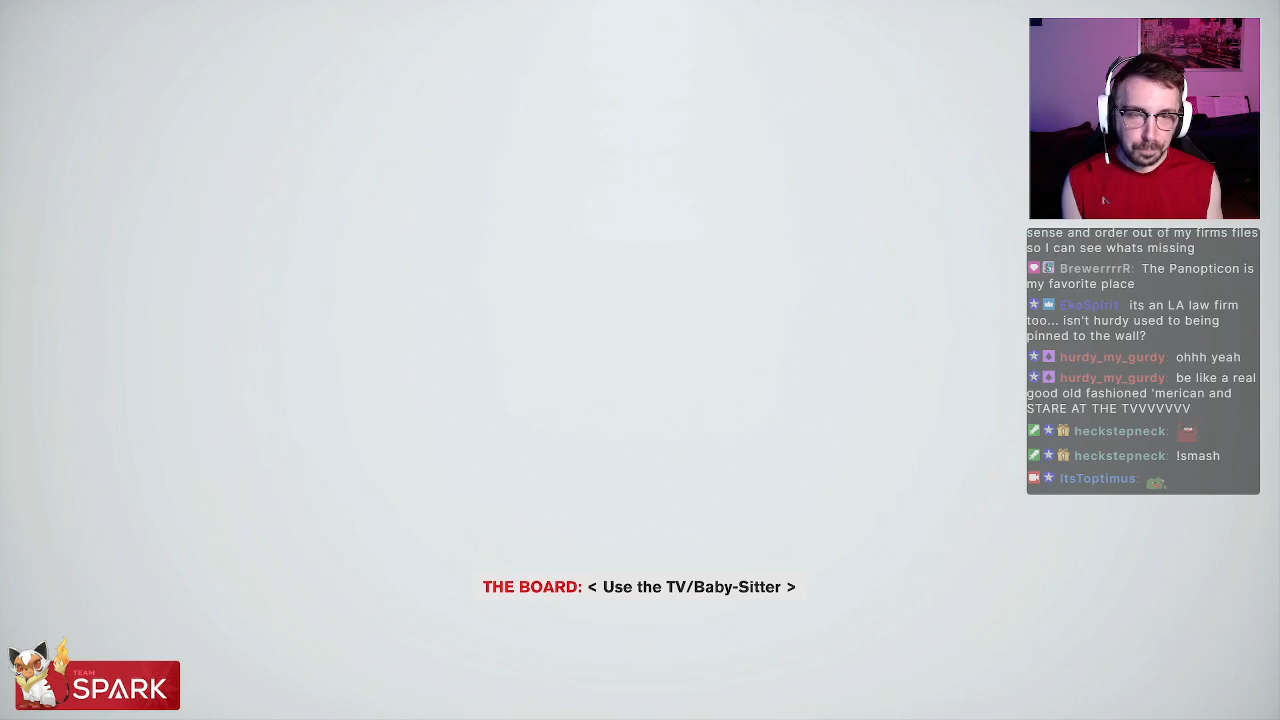 sense and order out of my firms files
so I can see whats missing
BrewerrrrR: The Panopticon is
my favorite place
EkoSpirit its an LA law firm
too... isn't hurdy used to being
pinned to the wall?
hurdy_my_gurdy: ohhh yeah
hurdy_my_gurdy: be like a real
good old fashioned 'merican and
STARE AT THE TVVVVVVV
heckstepneck:
heckstepneck: !smash
ItsToptimus:
THE BOARD: < Use the TV/Baby-Sitter >
TEAM
SPARK